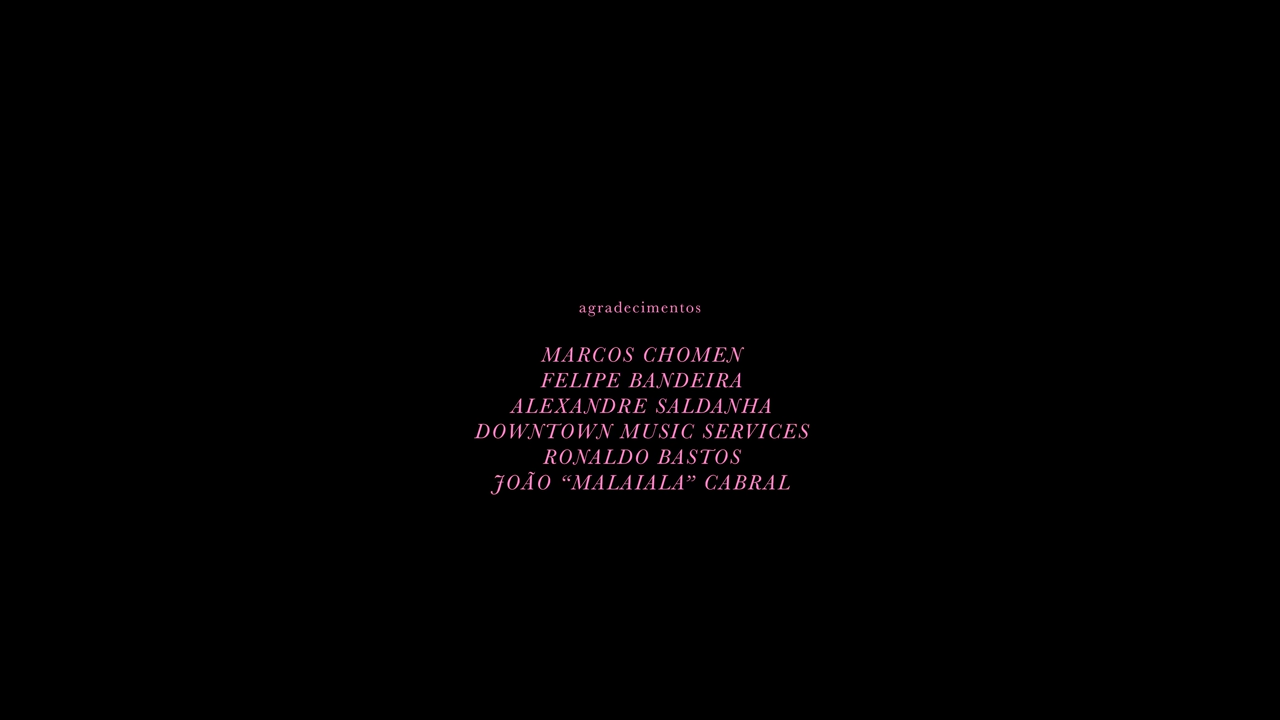 agradecimentos
MARCOS CHOMEN
FELIPE BANDEIRA
ALEXANDRE SALDANHA
DOWNTOWN MUSIC SERVICES
RONALDO BASTOS
JOÃO “MALAIALA” CABRAL